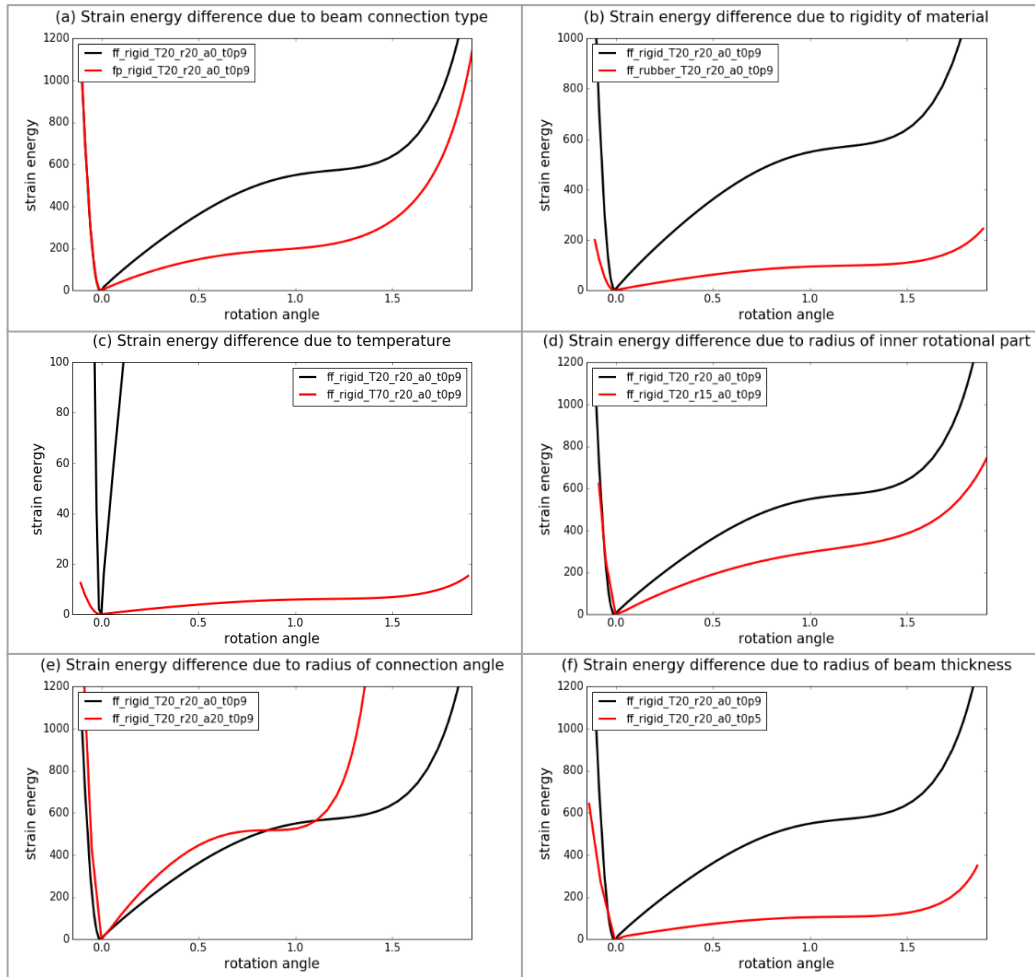 (a) Strain energy difference due to beam connection type
1200
1000
800
600
400
200
0
strain energy
ff_rigid_T20_r20_a0_t0p9
fp_rigid_T20_r20_a0_t0p9
0.0 0.5 1.0 1.5
rotation angle
(b) Strain energy difference due to rigidity of material
1000
800
600
400
200
0
strain energy
ff_rigid_T20_r20_a0_t0p9
ff_rubber_T20_r20_a0_t0p9
0.0 0.5 1.0 1.5
rotation angle
(c) Strain energy difference due to temperature
100
80
60
40
20
0
strain energy
ff_rigid_T20_r20_a0_t0p9
ff_rigid_T70_r20_a0_t0p9
0.0 0.5 1.0 1.5
rotation angle
(d) Strain energy difference due to radius of inner rotational part
1200
1000
800
600
400
200
0
strain energy
ff_rigid_T20_r20_a0_t0p9
ff_rigid_T20_r15_a0_t0p9
0.0 0.5 1.0 1.5
rotation angle
(e) Strain energy difference due to radius of connection angle
1200
1000
800
600
400
200
0
strain energy
ff_rigid_T20_r20_a0_t0p9
ff_rigid_T20_r20_a20_t0p9
0.0 0.5 1.0 1.5
rotation angle
(f) Strain energy difference due to radius of beam thickness
1200
1000
800
600
400
200
0
strain energy
ff_rigid_T20_r20_a0_t0p9
ff_rigid_T20_r20_a0_t0p5
0.0 0.5 1.0 1.5
rotation angle